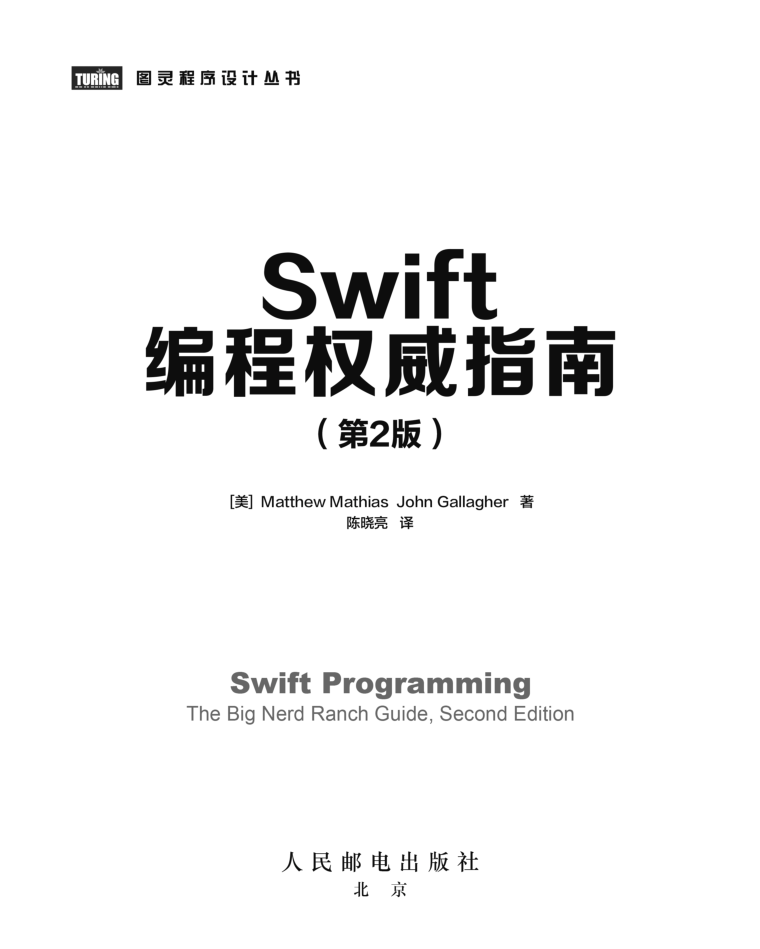 TURING 图灵程序设计丛书
Swift
编程权威指南
（第2版）
[美] Matthew Mathias John Gallagher 著
陈晓亮 译
Swift Programming
The Big Nerd Ranch Guide, Second Edition
人民邮电出版社
北 京